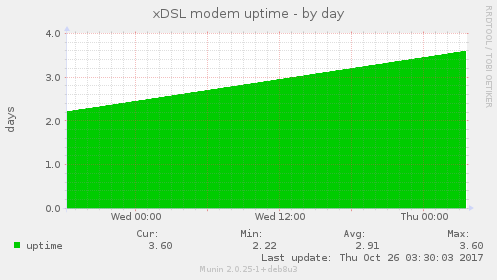 xDSL modem uptime - by day
RRDTOOL / TOBI OETIKER
days
4.0
3.0
2.0
1.0
0.0
Wed 00:00 Wed 12:00 Thu 00:00
Cur: Min: Avg: Max:
uptime 3.60 2.22 2.91 3.60
Last update: Thu Oct 26 03:30:03 2017
Munin 2.0.25-1+deb8u3